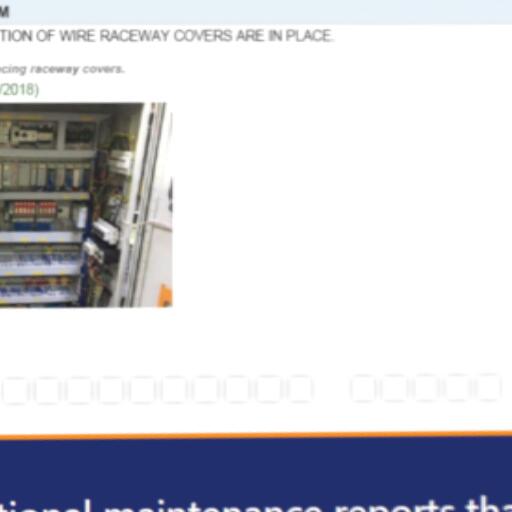 M
TION OF WIRE RACEWAY COVERS ARE IN PLACE.
cing raceway covers.
/2018)
tional maintenance reports tha